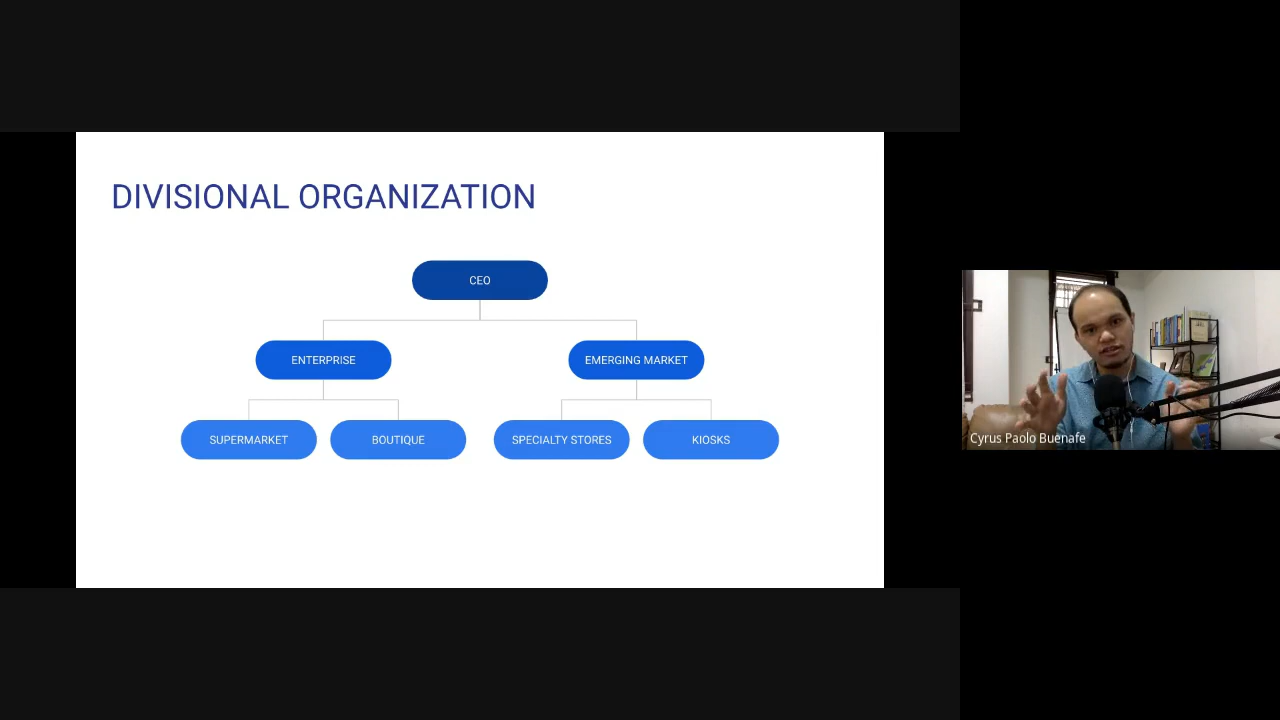 DIVISIONAL ORGANIZATION
CEO
ENTERPRISE
EMERGING MARKET
SUPERMARKET
BOUTIQUE
SPECIALTY STORES
KIOSKS
Cyrus Paolo Buenafe